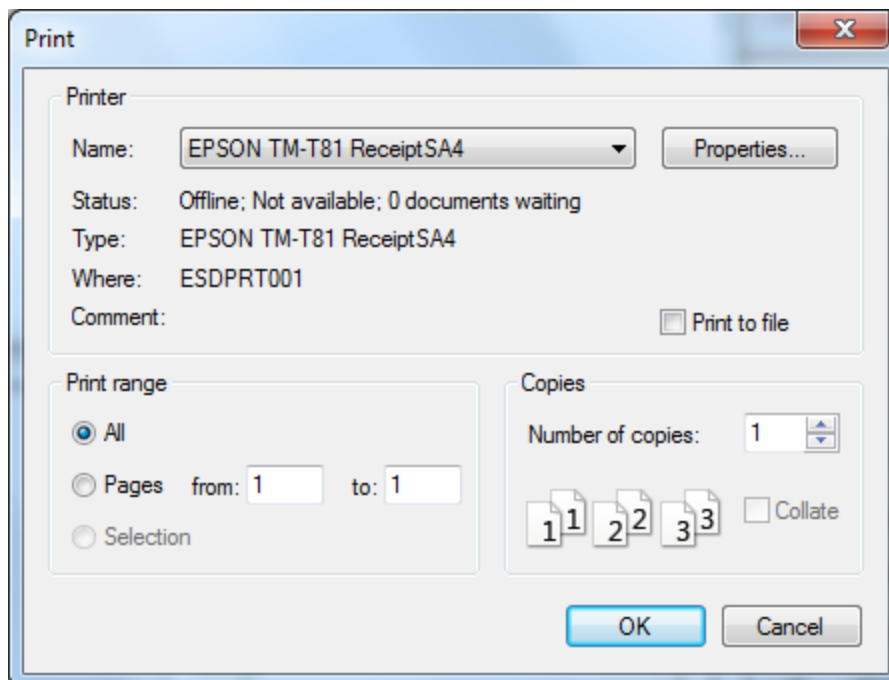 Print
Printer
Name: EPSON TM-T81 ReceiptSA4 Properties...
Status: Offline; Not available; 0 documents waiting
Type: EPSON TM-T81 ReceiptSA4
Where: ESDPRT001
Comment: Print to file
Print range
All
Pages from: 1 to: 1
Selection
Copies
Number of copies: 1
1 1 2 2 3 3 Collate
OK Cancel